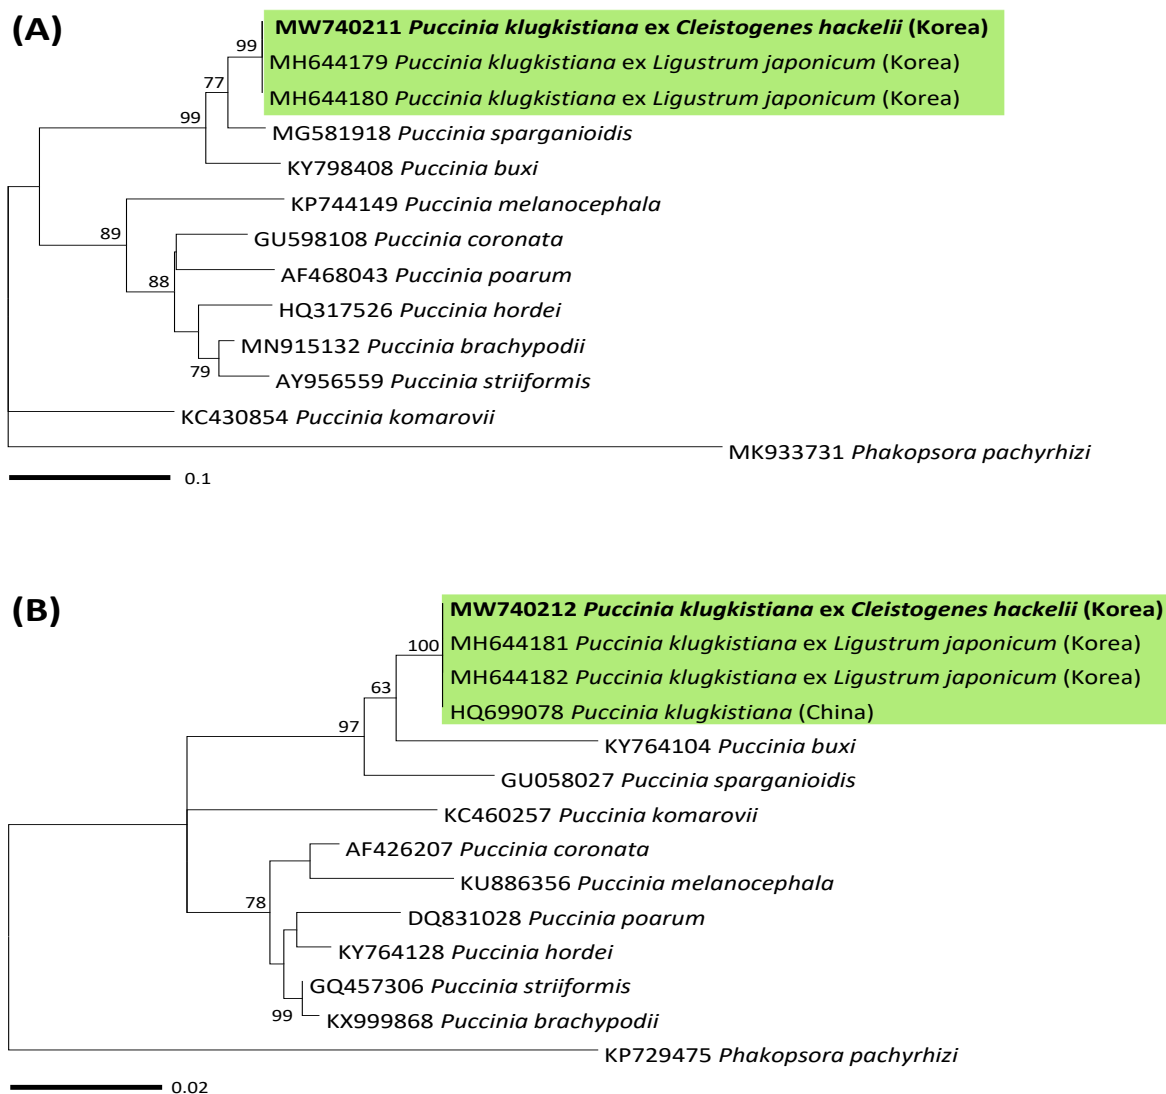 (A)
MW740211 Puccinia klugkistiana ex Cleistogenes hackelii (Korea)
99
MH644179 Puccinia klugkistiana ex Ligustrum japonicum (Korea)
77
MH644180 Puccinia klugkistiana ex Ligustrum japonicum (Korea)
99
MG581918 Puccinia sparganioidis
KY798408 Puccinia buxi
KP744149 Puccinia melanocephala
89
GU598108 Puccinia coronata
88
AF468043 Puccinia poarum
HQ317526 Puccinia hordei
MN915132 Puccinia brachypodii
79
AY956559 Puccinia striiformis
KC430854 Puccinia komarovii
MK933731 Phakopsora pachyrhizi
0.1
(B)
MW740212 Puccinia klugkistiana ex Cleistogenes hackelii (Korea)
100
MH644181 Puccinia klugkistiana ex Ligustrum japonicum (Korea)
MH644182 Puccinia klugkistiana ex Ligustrum japonicum (Korea)
63
HQ699078 Puccinia klugkistiana (China)
97
KY764104 Puccinia buxi
GU058027 Puccinia sparganioidis
KC460257 Puccinia komarovii
AF426207 Puccinia coronata
KU886356 Puccinia melanocephala
78
DQ831028 Puccinia poarum
KY764128 Puccinia hordei
GQ457306 Puccinia striiformis
99
KX999868 Puccinia brachypodii
KP729475 Phakopsora pachyrhizi
0.02